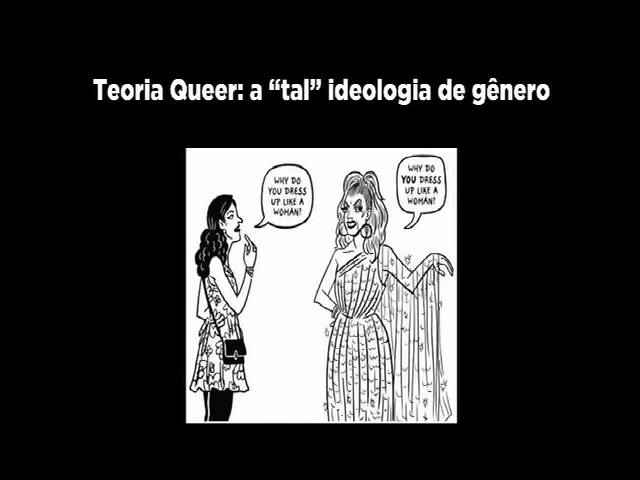 Teoria Queer: a “tal” ideologia de gênero
WHY DO
YOU DRESS
UP LIKE A
WOMAN?
WHY DO
YOU DRESS
UP LIKE A
WOMAN?